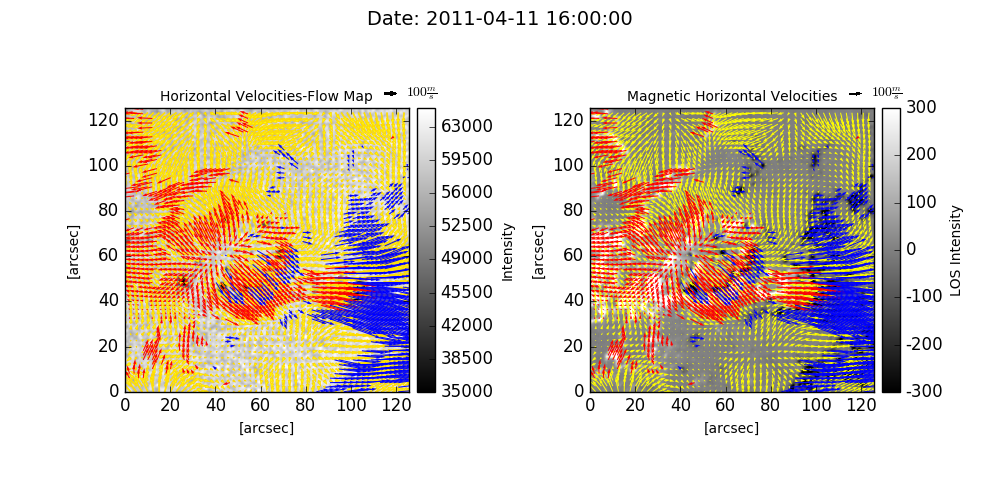 Date: 2011-04-11 16:00:00
Horizontal Velocities-Flow Map
100 m/s
120
100
80
60
40
20
0
0 20 40 60 80 100 120
[arcsec]
[arcsec]
63000
59500
56000
52500
49000
45500
42000
38500
35000
Intensity
Magnetic Horizontal Velocities
100 m/s
120
100
80
60
40
20
0
0 20 40 60 80 100 120
[arcsec]
[arcsec]
300
200
100
0
-100
-200
-300
LOS Intensity